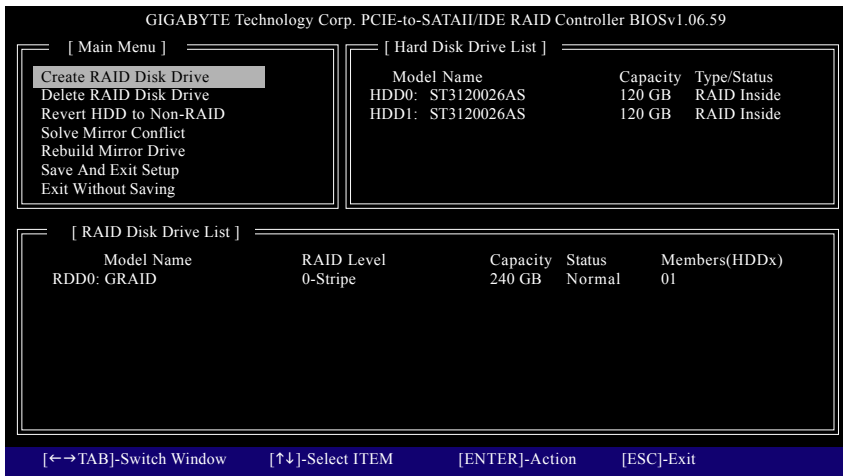 GIGABYTE Technology Corp. PCIE-to-SATAII/IDE RAID Controller BIOSv1.06.59
[ Main Menu ]
Create RAID Disk Drive
Delete RAID Disk Drive
Revert HDD to Non-RAID
Solve Mirror Conflict
Rebuild Mirror Drive
Save And Exit Setup
Exit Without Saving
[ Hard Disk Drive List ]
Model Name Capacity Type/Status
HDD0: ST3120026AS 120 GB RAID Inside
HDD1: ST3120026AS 120 GB RAID Inside
[ RAID Disk Drive List ]
Model Name RAID Level Capacity Status Members(HDDx)
RDD0: GRAID 0-Stripe 240 GB Normal 01
[←→TAB]-Switch Window [↑↓]-Select ITEM [ENTER]-Action [ESC]-Exit